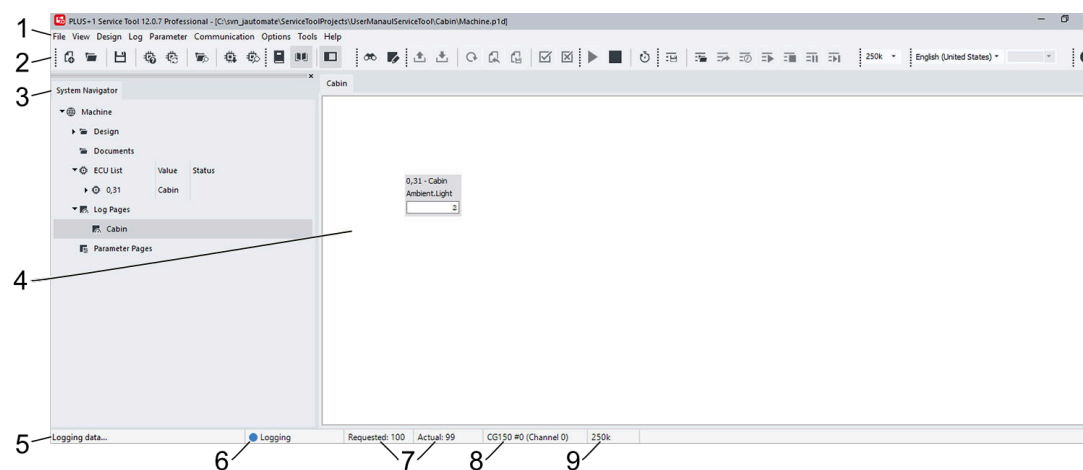 PLUS+1 Service Tool 12.0.7 Professional - [C:\svn_jautomate\ServiceToolProjects\UserManaulServiceTool\Cabin\Machine.p1d]
1
File View Design Log Parameter Communication Options Tools Help
2
250k
English (United States)
3
System Navigator
Cabin
Machine
Design
Documents
ECU List Value Status
0,31 Cabin
Log Pages
Cabin
Parameter Pages
0,31 - Cabin
Ambient.Light
2
4
5
Logging data...
Logging
Requested: 100
Actual: 99
CG150 #0 (Channel 0)
250k
6
7
8
9